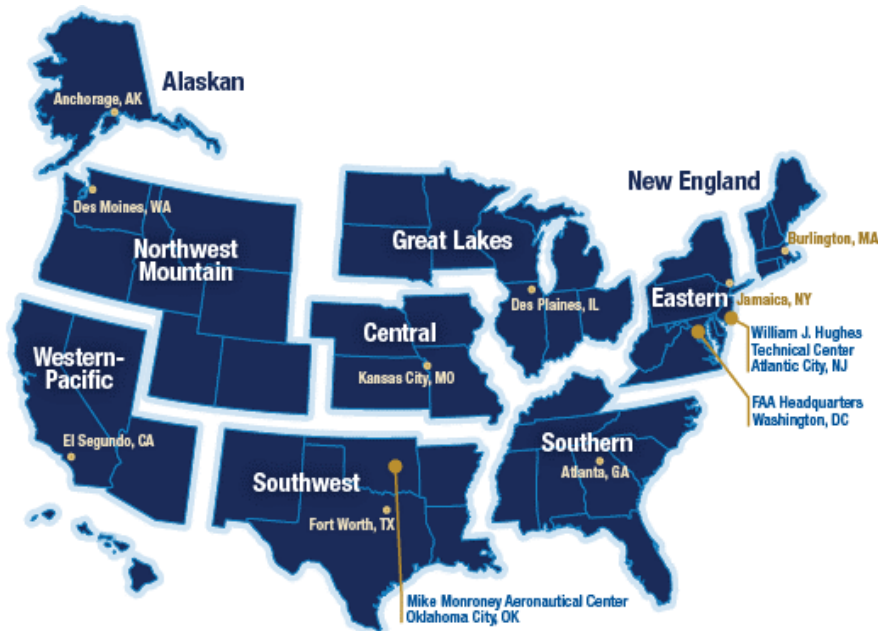 Alaskan
Anchorage, AK
New England
Des Moines, WA
Burlington, MA
Northwest
Mountain
Great Lakes
Des Plaines, IL
Eastern
Jamaica, NY
Central
William J. Hughes
Technical Center
Atlantic City, NJ
Western-
Pacific
Kansas City, MO
FAA Headquarters
Washington, DC
El Segundo, CA
Southern
Atlanta, GA
Southwest
Fort Worth, TX
Mike Monroney Aeronautical Center
Oklahoma City, OK